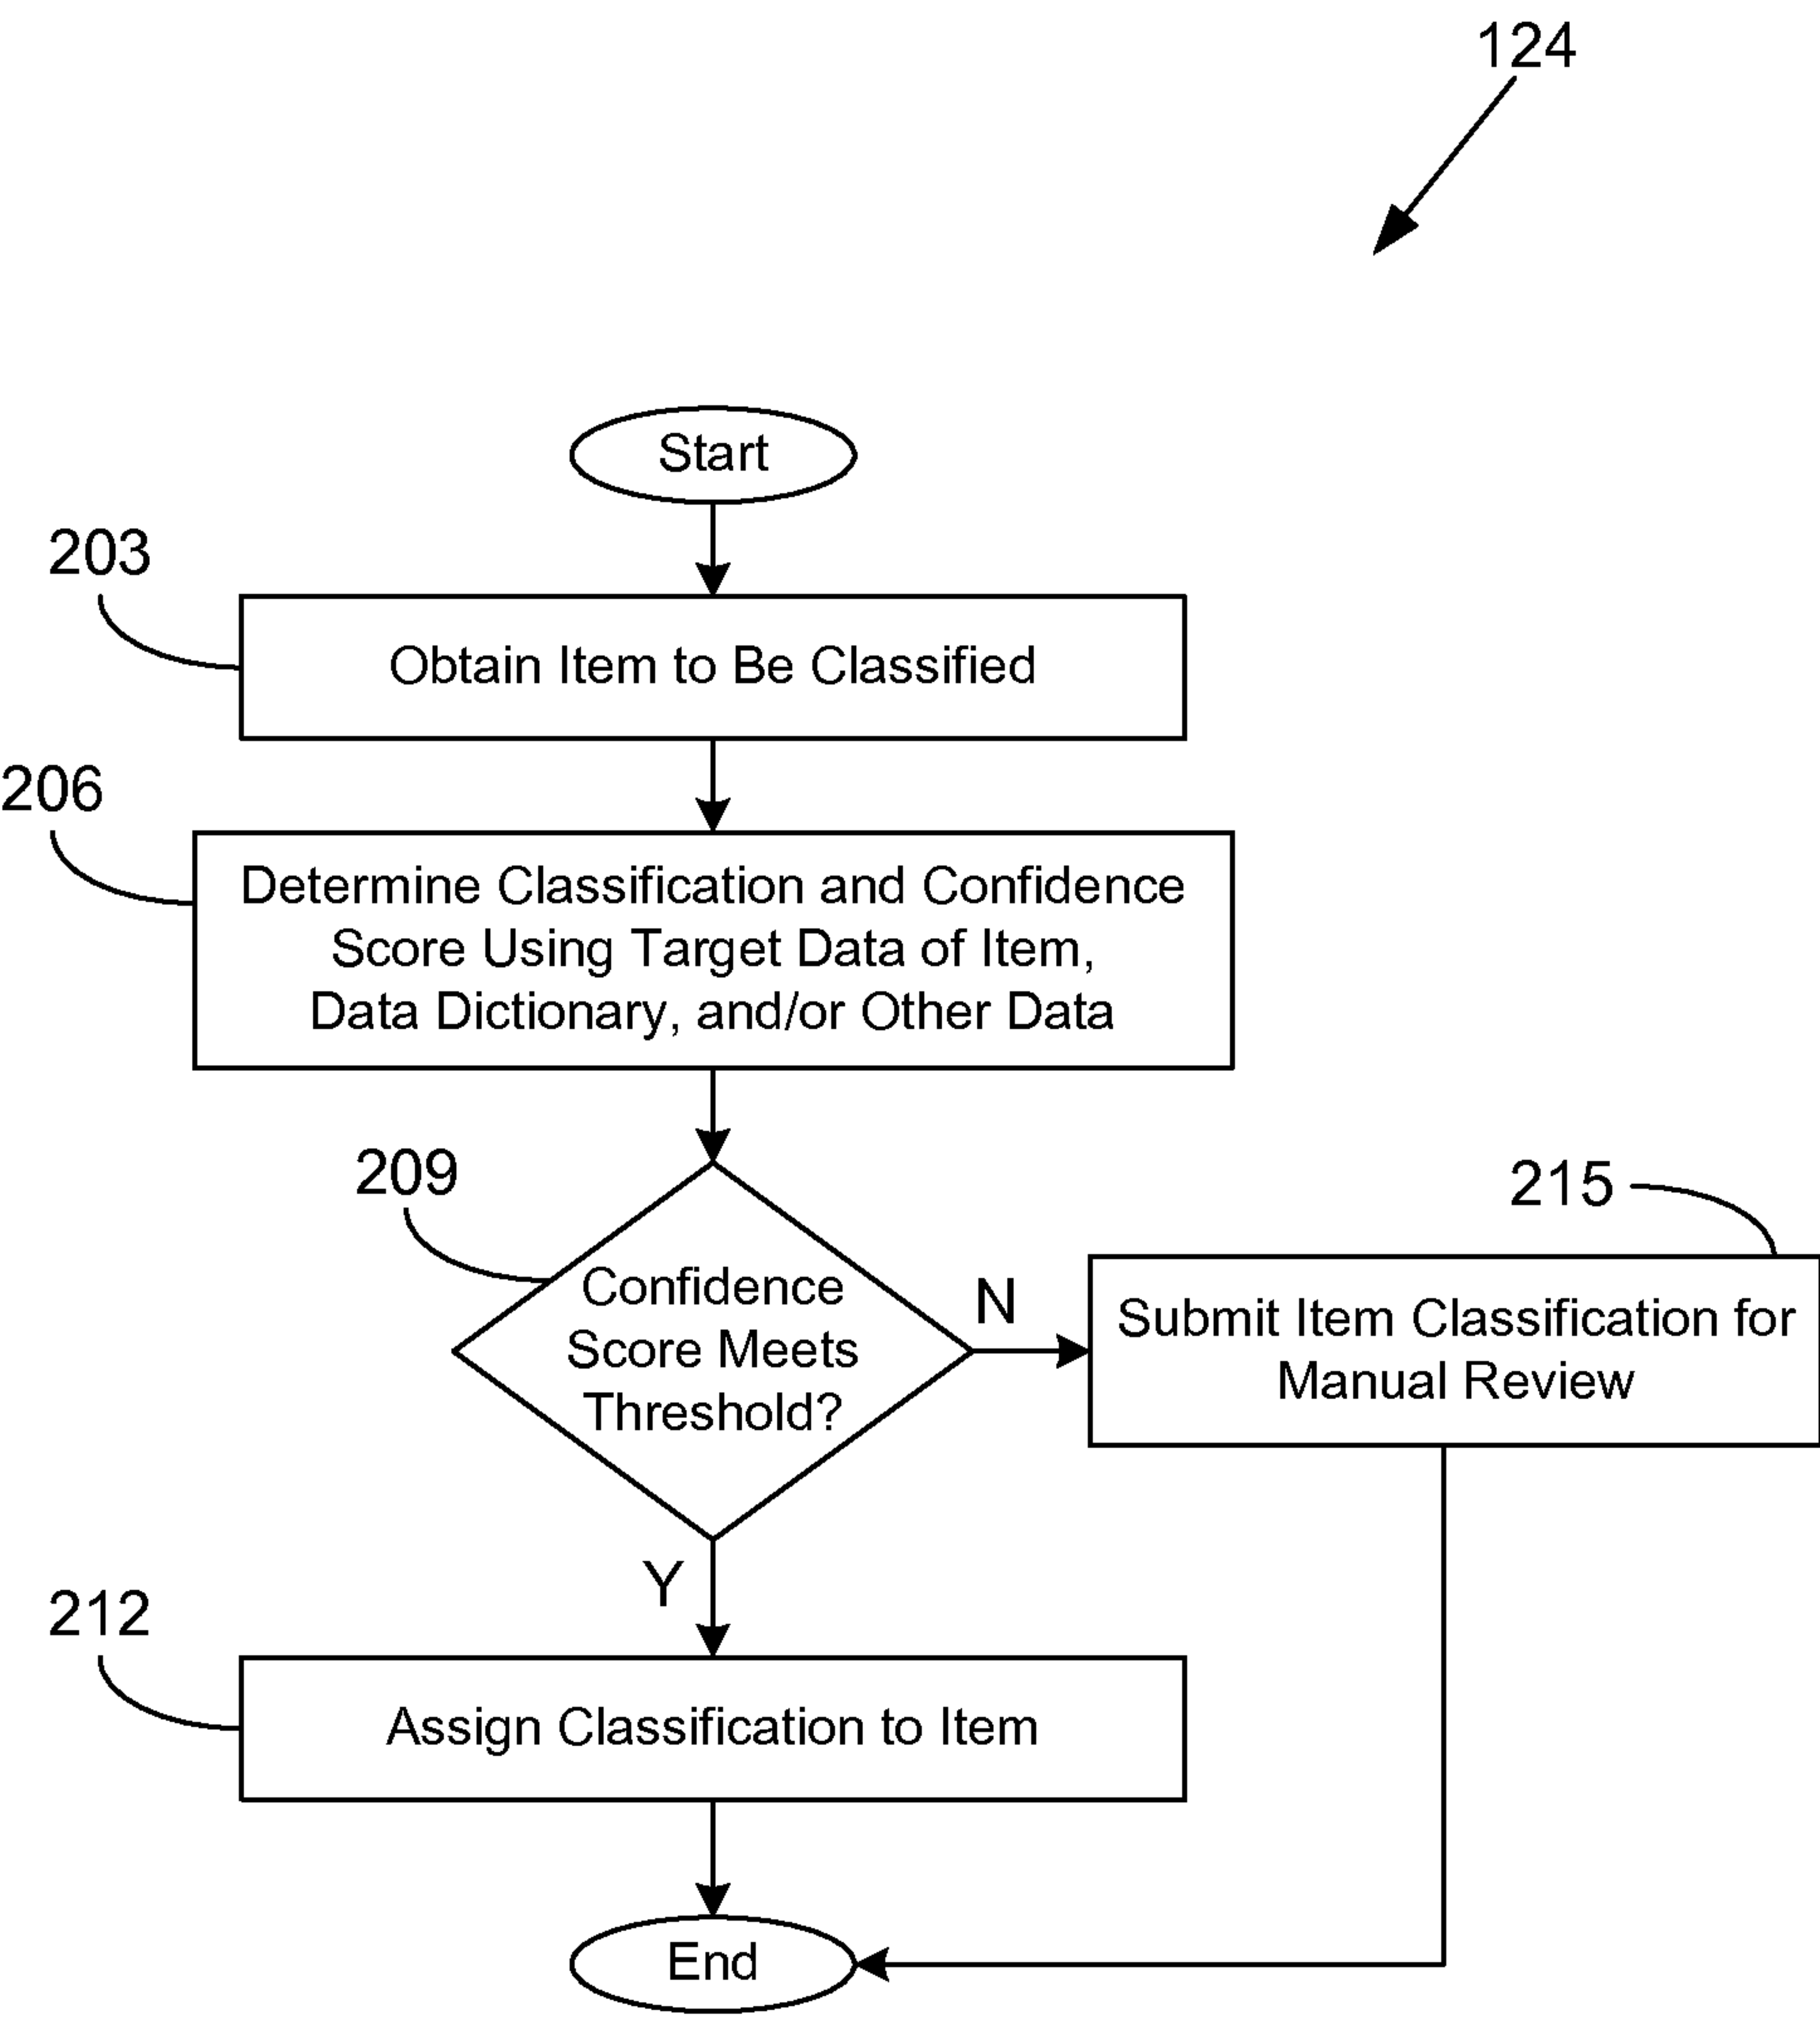 124
Start
203
Obtain Item to Be Classified
206
Determine Classification and Confidence
Score Using Target Data of Item,
Data Dictionary, and/or Other Data
209
Confidence
Score Meets
Threshold?
N
215
Submit Item Classification for
Manual Review
Y
212
Assign Classification to Item
End